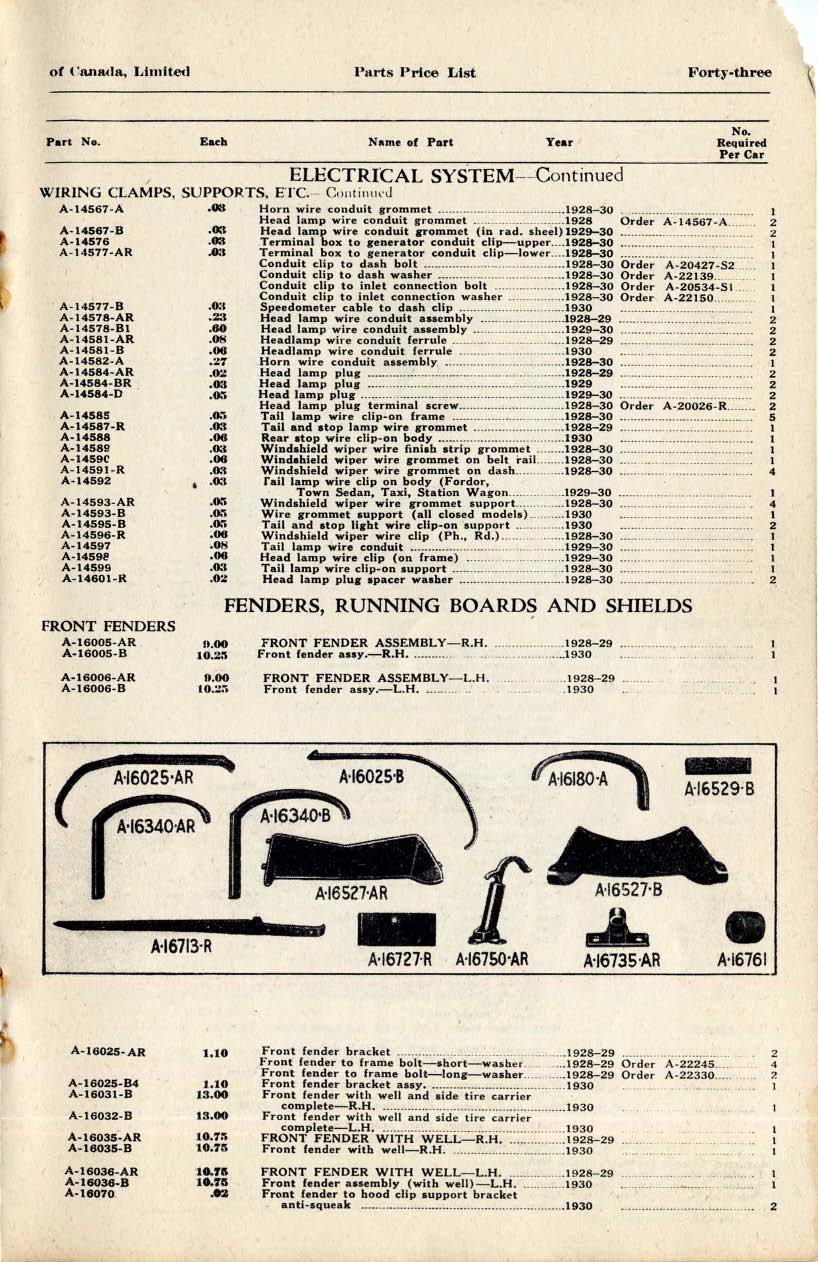 of Canada, Limited Parts Price List Forty-three
Part No. Each Name of Part Year No. Required Per Car
ELECTRICAL SYSTEM—Continued
WIRING CLAMPS, SUPPORTS, ETC.—Continued
A-14567-A .08 Horn wire conduit grommet 1928–30 1
Head lamp wire conduit grommet 1928 Order A-14567-A 2
A-14567-B .03 Head lamp wire conduit grommet (in rad. sheel) 1929–30 2
A-14576 .03 Terminal box to generator conduit clip—upper 1928–30 1
A-14577-AR .03 Terminal box to generator conduit clip—lower 1928–30 1
Conduit clip to dash bolt 1928–30 Order A-20427-S2 1
Conduit clip to dash washer 1928–30 Order A-22139 1
Conduit clip to inlet connection bolt 1928–30 Order A-20534-S1 1
Conduit clip to inlet connection washer 1928–30 Order A-22150 1
A-14577-B .03 Speedometer cable to dash clip 1930 1
A-14578-AR .23 Head lamp wire conduit assembly 1928–29 2
A-14578-B1 .60 Head lamp wire conduit assembly 1929–30 2
A-14581-AR .08 Headlamp wire conduit ferrule 1928–29 2
A-14581-B .06 Headlamp wire conduit ferrule 1930 2
A-14582-A .27 Horn wire conduit assembly 1928–30 1
A-14584-AR .02 Head lamp plug 1928–29 2
A-14584-BR .03 Head lamp plug 1929 2
A-14584-D .05 Head lamp plug 1929–30 2
Head lamp plug terminal screw 1928–30 Order A-20026-R 2
A-14585 .05 Tail lamp wire clip-on frame 1928–30 5
A-14587-R .03 Tail and stop lamp wire grommet 1928–29 1
A-14588 .06 Rear stop wire clip-on body 1930 1
A-14589 .03 Windshield wiper wire finish strip grommet 1928–30 1
A-14590 .06 Windshield wiper wire grommet on belt rail 1928–30 1
A-14591-R .03 Windshield wiper wire grommet on dash 1928–30 4
A-14592 .03 Tail lamp wire clip on body (Fordor,
Town Sedan, Taxi, Station Wagon 1929–30 1
A-14593-AR .05 Windshield wiper wire grommet support 1928–30 4
A-14593-B .05 Wire grommet support (all closed models) 1930 1
A-14595-B .05 Tail and stop light wire clip-on support 1930 2
A-14596-R .06 Windshield wiper wire clip (Ph., Rd.) 1928–30 1
A-14597 .08 Tail lamp wire conduit 1929–30 1
A-14598 .06 Head lamp wire clip (on frame) 1929–30 1
A-14599 .03 Tail lamp wire clip-on support 1929–30 1
A-14601-R .02 Head lamp plug spacer washer 1928–30 2
FENDERS, RUNNING BOARDS AND SHIELDS
FRONT FENDERS
A-16005-AR 9.00 FRONT FENDER ASSEMBLY—R.H. 1928–29 1
A-16005-B 10.25 Front fender assy.—R.H. 1930 1
A-16006-AR 9.00 FRONT FENDER ASSEMBLY—L.H. 1928–29 1
A-16006-B 10.25 Front fender assy.—L.H. 1930 1
A-16025-AR A-16025-B A-16180-A A-16529-B
A-16340-AR A-16340-B
A-16527-AR A-16527-B
A-16713-R A-16727-R A-16750-AR A-16735-AR A-16761
A-16025-AR 1.10 Front fender bracket 1928–29 2
Front fender to frame bolt—short—washer 1928–29 Order A-22245 4
Front fender to frame bolt—long—washer 1928–29 Order A-22330 2
A-16025-B4 1.10 Front fender bracket assy. 1930 1
A-16031-B 13.00 Front fender with well and side tire carrier
complete—R.H. 1930 1
A-16032-B 13.00 Front fender with well and side tire carrier
complete—L.H. 1930 1
A-16035-AR 10.75 FRONT FENDER WITH WELL—R.H. 1928–29 1
A-16035-B 10.75 Front fender with well—R.H. 1930 1
A-16036-AR 10.75 FRONT FENDER WITH WELL—L.H. 1928–29 1
A-16036-B 10.75 Front fender assembly (with well)—L.H. 1930 1
A-16070 .02 Front fender to hood clip support bracket
anti-squeak 1930 2